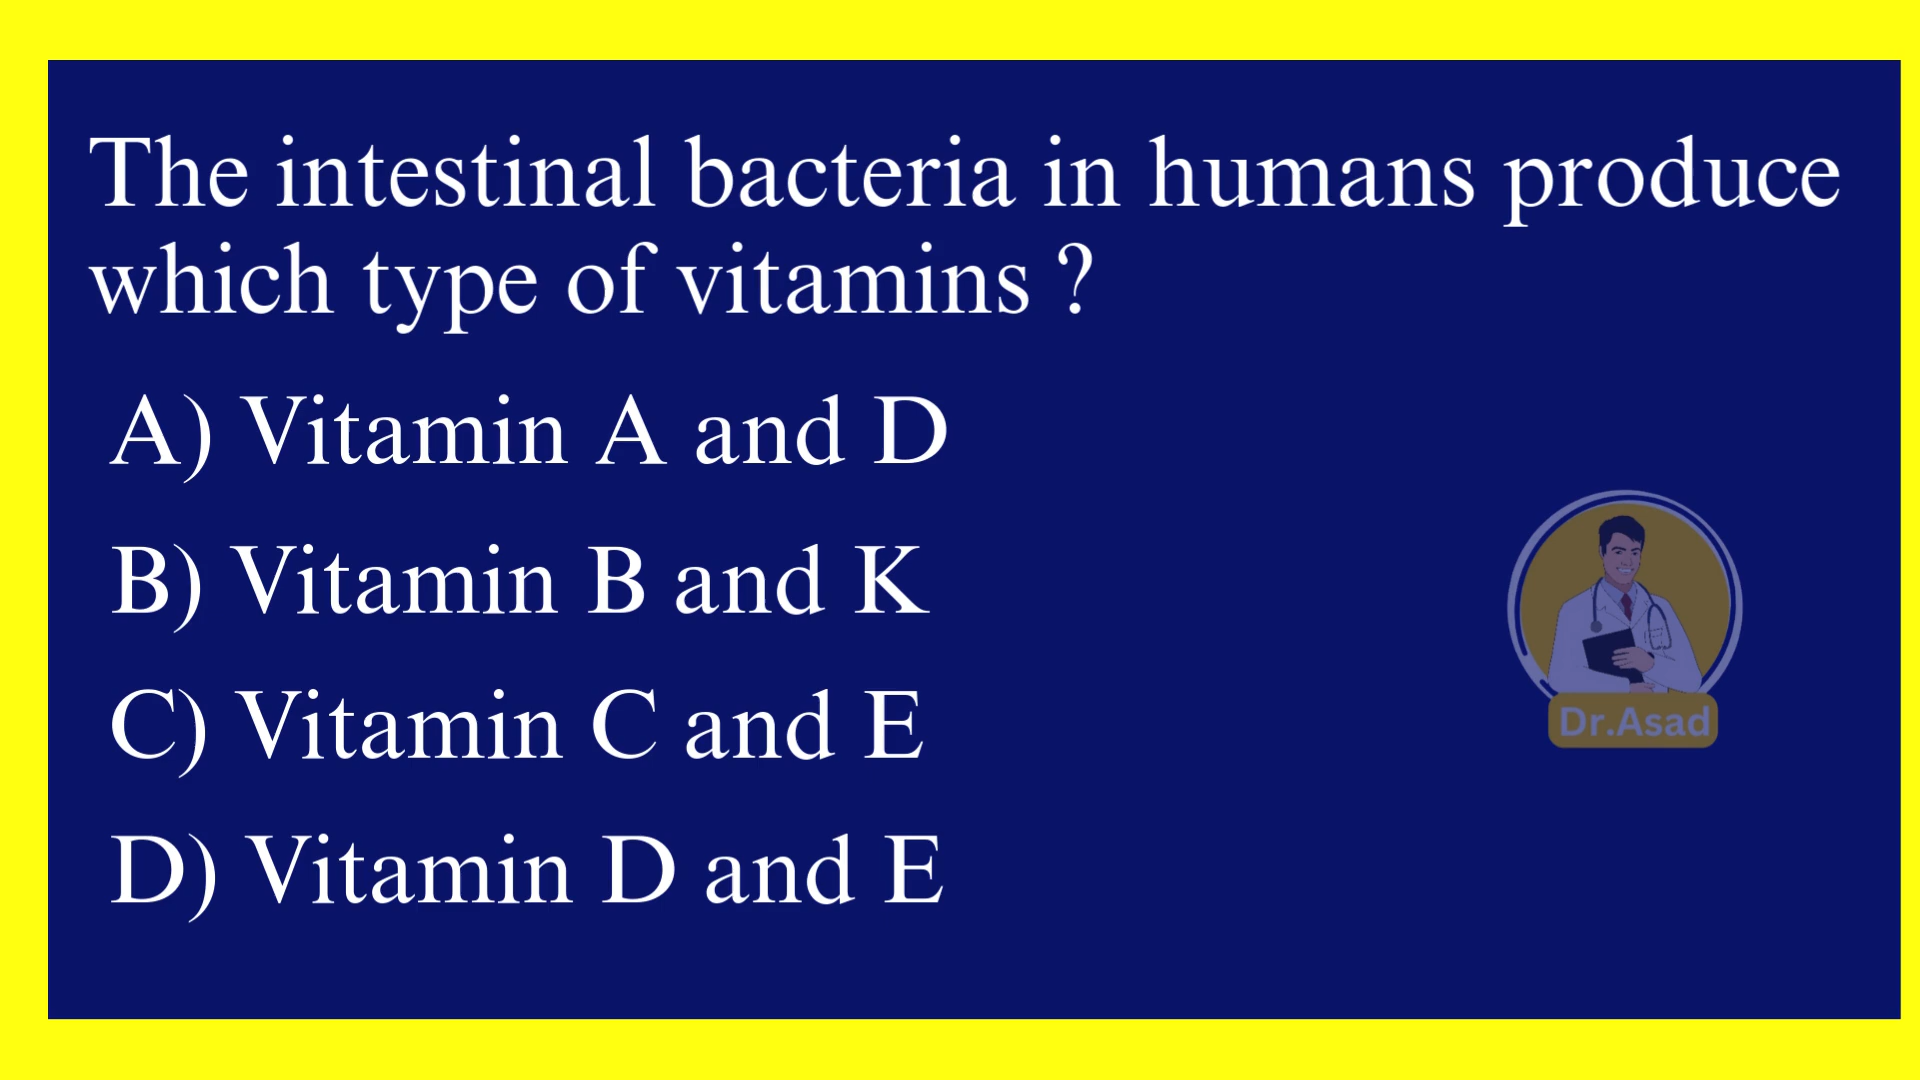 The intestinal bacteria in humans produce
which type of vitamins ?
A) Vitamin A and D
B) Vitamin B and K
C) Vitamin C and E
D) Vitamin D and E
Dr.Asad